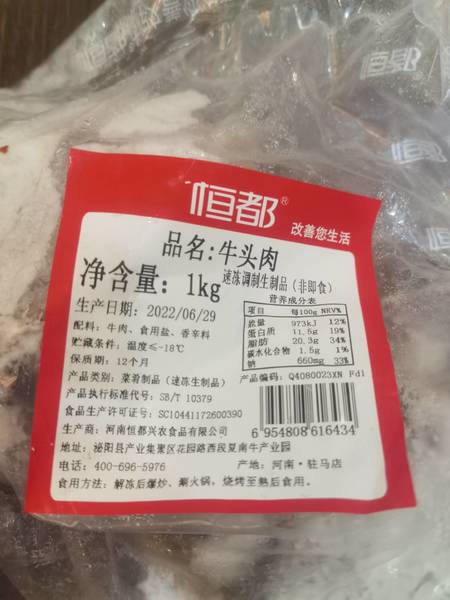 恒都
恒都®
改善您生活
品名:牛头肉
净含量: 1kg
速冻调制生制品(非即食)
生产日期: 2022/06/29
配料: 牛肉、食用盐、香辛料
贮藏条件: 温度≤-18℃
保质期: 12个月
营养成分表
项目 每100g NRV%
能量 973kJ 12%
蛋白质 11.5g 19%
脂肪 20.3g 34%
碳水化合物 1.5g 1%
钠 660mg 33%
产品类别: 菜肴制品(速冻生制品)
产品编码: Q4080023XN Fd1
产品执行标准代号: SB/T 10379
食品生产许可证号: SC10441172600390
6 954808 616434
生产商: 河南恒都兴农食品有限公司
地址: 泌阳县产业集聚区花园路西段夏南牛产业园
电话: 400-696-5976
产地: 河南·驻马店
食用方法: 解冻后爆炒、涮火锅, 烧烤至熟后食用。